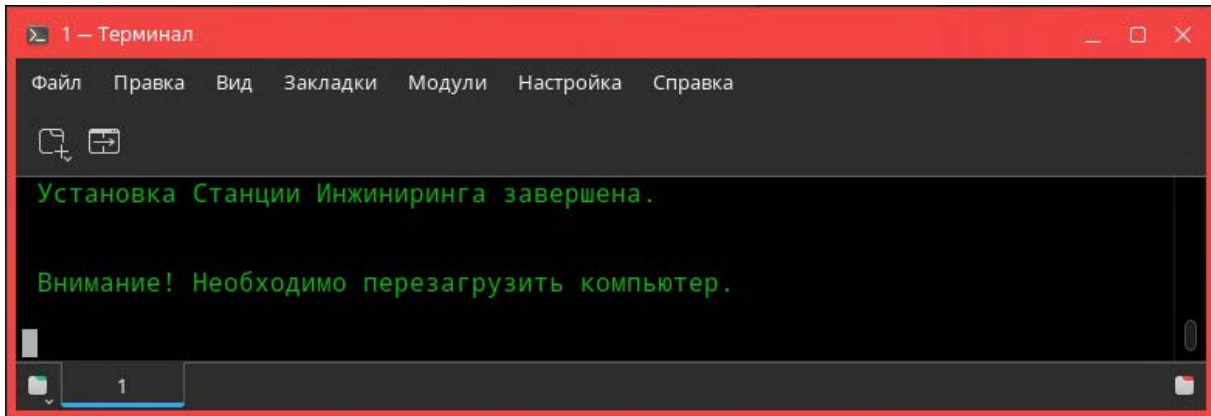 1 — Терминал
Файл Правка Вид Закладки Модули Настройка Справка
Установка Станции Инжиниринга завершена.
Внимание! Необходимо перезагрузить компьютер.
1